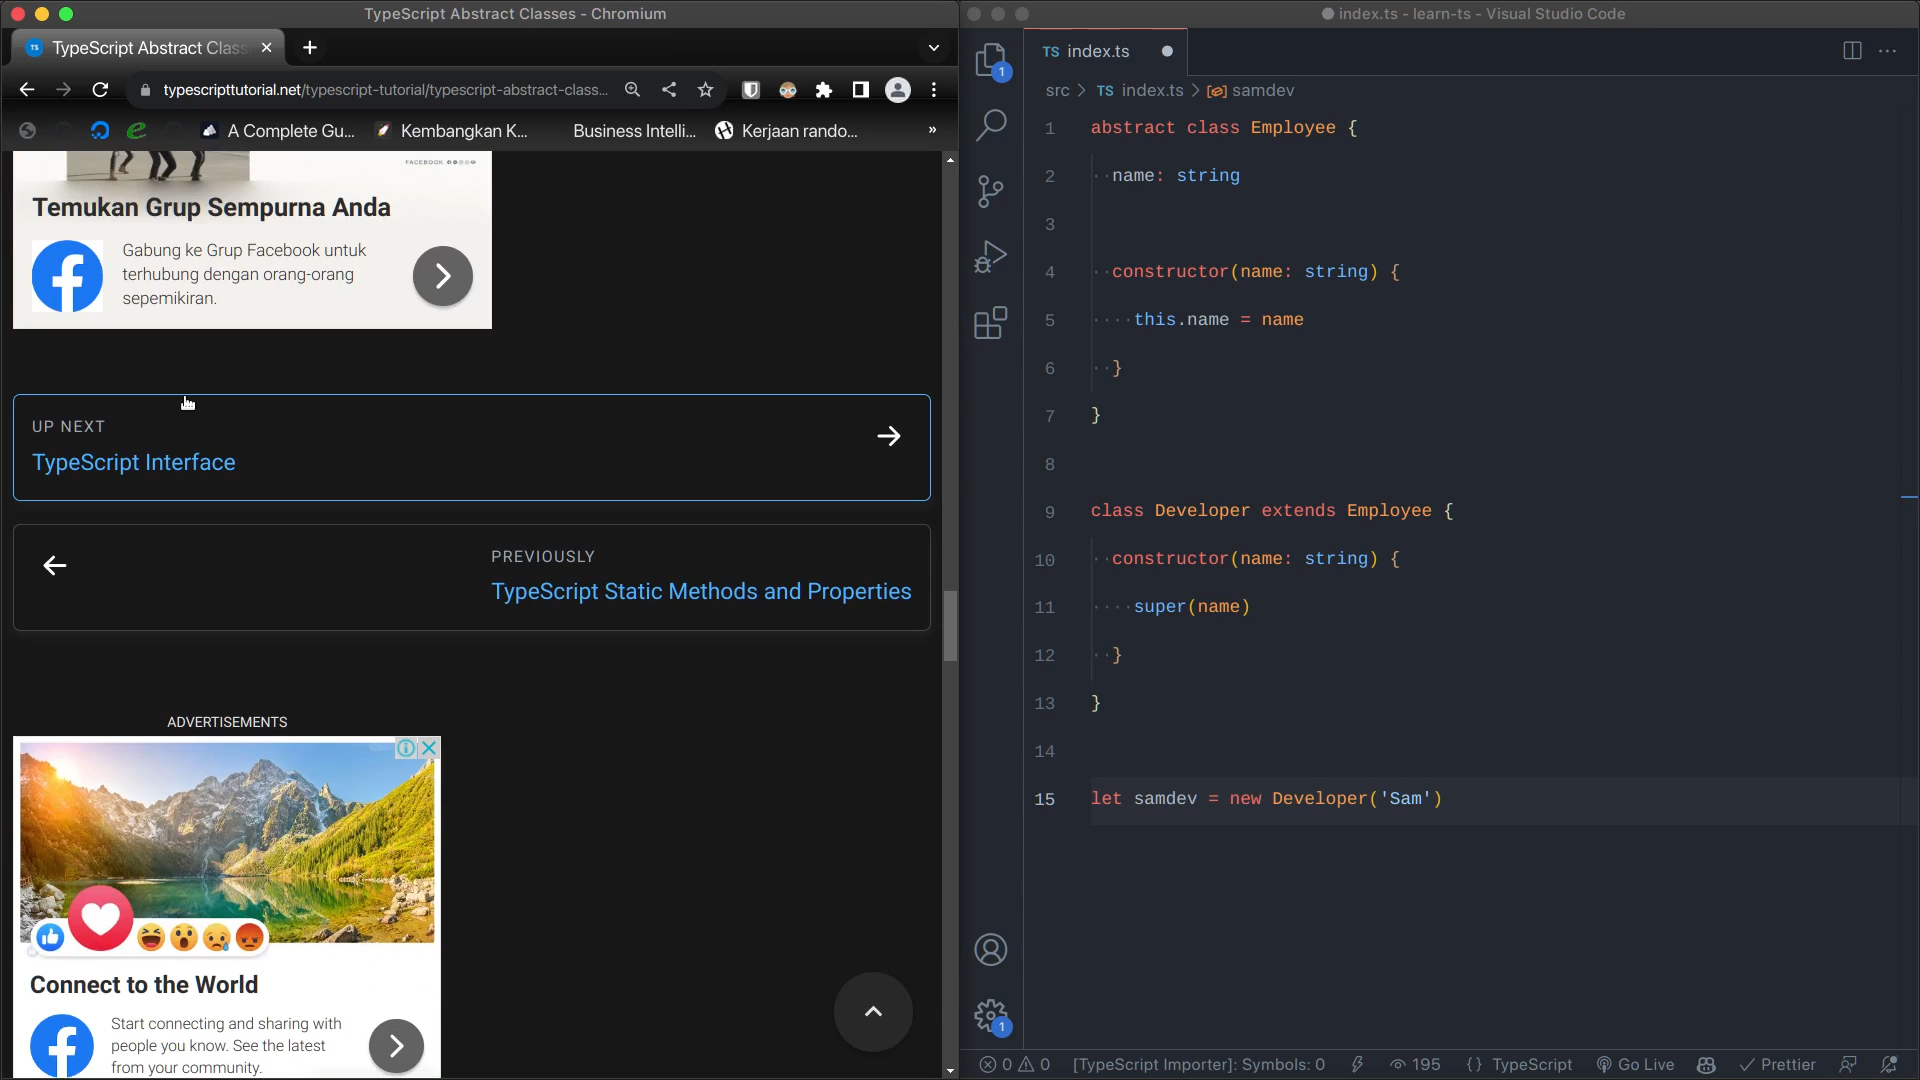 TypeScript Abstract Classes - Chromium
TypeScript Abstract Class
typescripttutorial.net/typescript-tutorial/typescript-abstract-class...
A Complete Gu...
Kembangkan K...
Business Intelli...
Kerjaan rando...
»
FACEBOOK
Temukan Grup Sempurna Anda
Gabung ke Grup Facebook untuk
terhubung dengan orang-orang
sepemikiran.
UP NEXT
TypeScript Interface
PREVIOUSLY
TypeScript Static Methods and Properties
ADVERTISEMENTS
Connect to the World
Start connecting and sharing with
people you know. See the latest
from your community.
index.ts - learn-ts - Visual Studio Code
TS index.ts
1
src > TS index.ts > samdev
1 abstract class Employee {
2 name: string
3
4 constructor(name: string) {
5 this.name = name
6 }
7 }
8
9 class Developer extends Employee {
10 constructor(name: string) {
11 super(name)
12 }
13 }
14
15 let samdev = new Developer('Sam')
1
0 0 [TypeScript Importer]: Symbols: 0 195 {} TypeScript Go Live Prettier